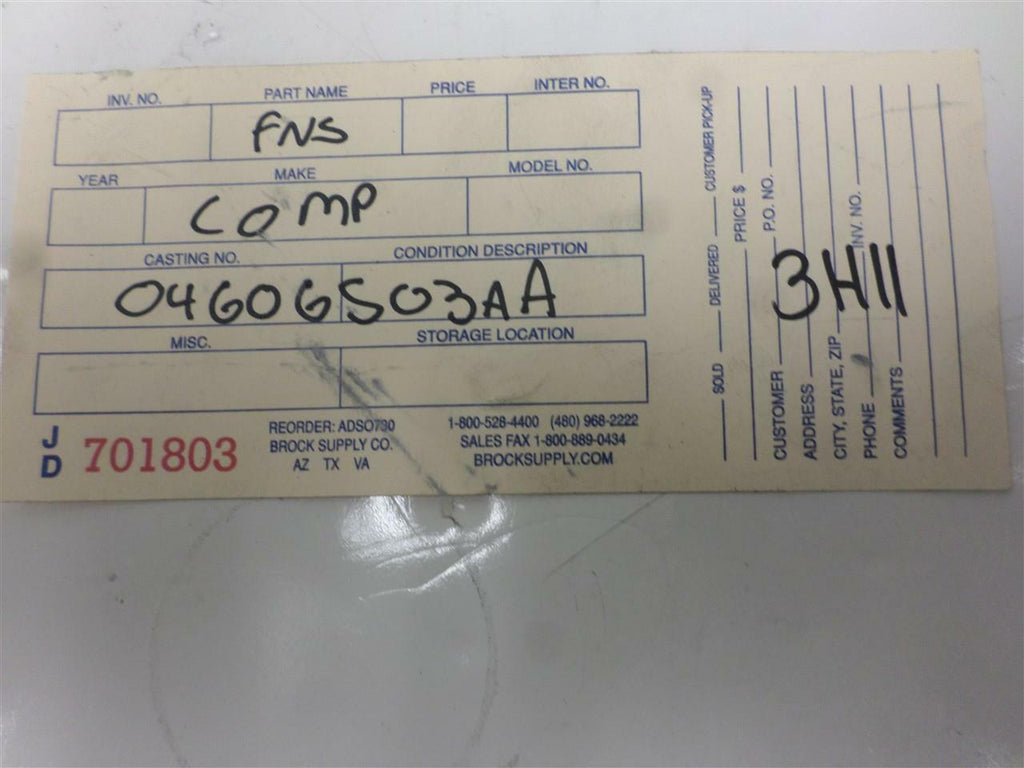 INV. NO. PART NAME PRICE INTER NO.
FNS
YEAR MAKE MODEL NO.
COMP
CASTING NO. CONDITION DESCRIPTION
04606503AA
MISC. STORAGE LOCATION
JD 701803
REORDER: ADSO730
BROCK SUPPLY CO.
AZ TX VA
1-800-528-4400 (480) 968-2222
SALES FAX 1-800-889-0434
BROCKSUPPLY.COM
SOLD DELIVERED CUSTOMER PICK-UP
PRICE $
CUSTOMER P.O. NO.
ADDRESS
CITY, STATE, ZIP
PHONE INV. NO.
COMMENTS
3H11